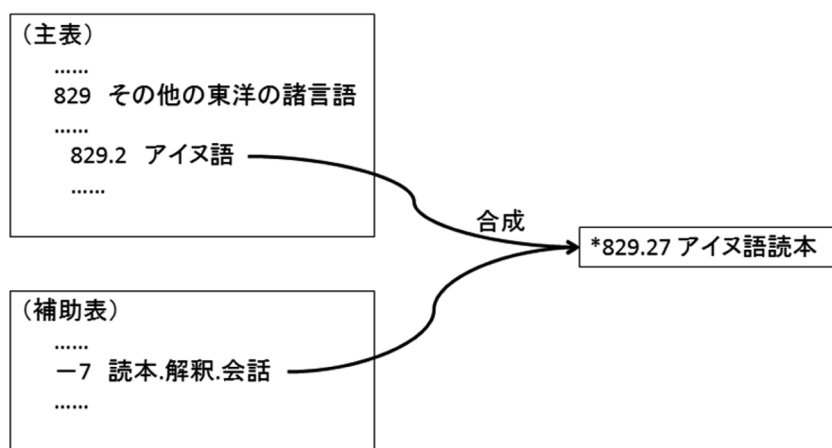 （主表）
……
829 その他の東洋の諸言語
……
829.2 アイヌ語
……
合成
*829.27 アイヌ語読本
（補助表）
……
－7 読本.解釈.会話
……